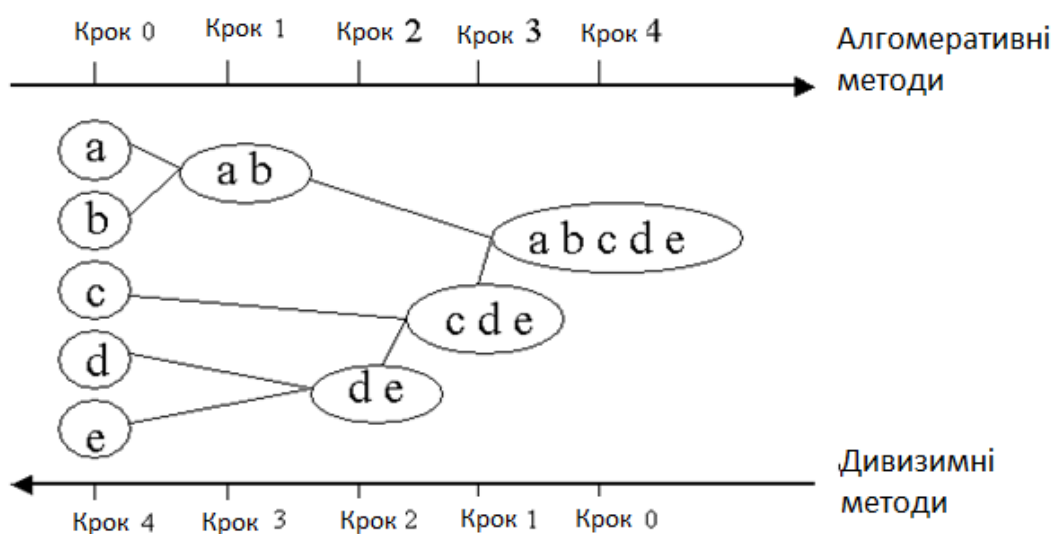 Крок 0 Крок 1 Крок 2 Крок 3 Крок 4
Алгомеративні
методи
a
a b
b
a b c d e
c
c d e
d
d e
e
Дивизимні
методи
Крок 4 Крок 3 Крок 2 Крок 1 Крок 0